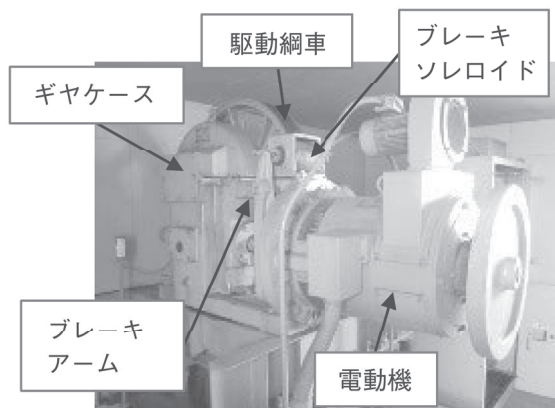 駆動綱車
ブレーキ
ソレロイド
ギヤケース
ブレーキ
アーム
電動機